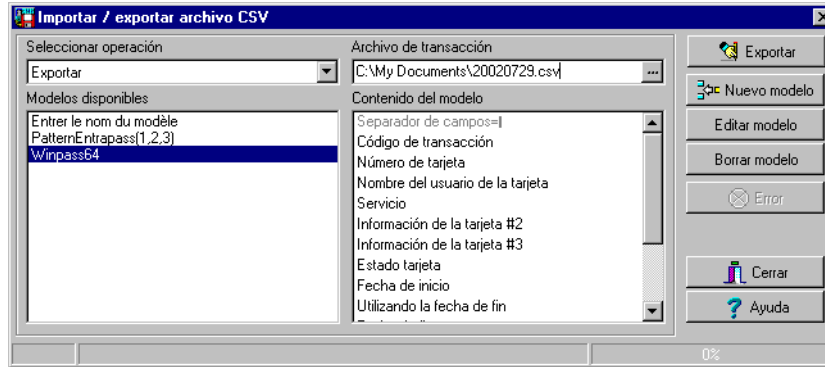 Importar / exportar archivo CSV
Seleccionar operación
Exportar
Archivo de transacción
C:\My Documents\20020729.csv
...
Modelos disponibles
Entrer le nom du modèle
PatternEntrapass(1,2,3)
Winpass64
Contenido del modelo
Separador de campos=|
Código de transacción
Número de tarjeta
Nombre del usuario de la tarjeta
Servicio
Información de la tarjeta #2
Información de la tarjeta #3
Estado tarjeta
Fecha de inicio
Utilizando la fecha de fin
Exportar
Nuevo modelo
Editar modelo
Borrar modelo
Error
Cerrar
Ayuda
0%